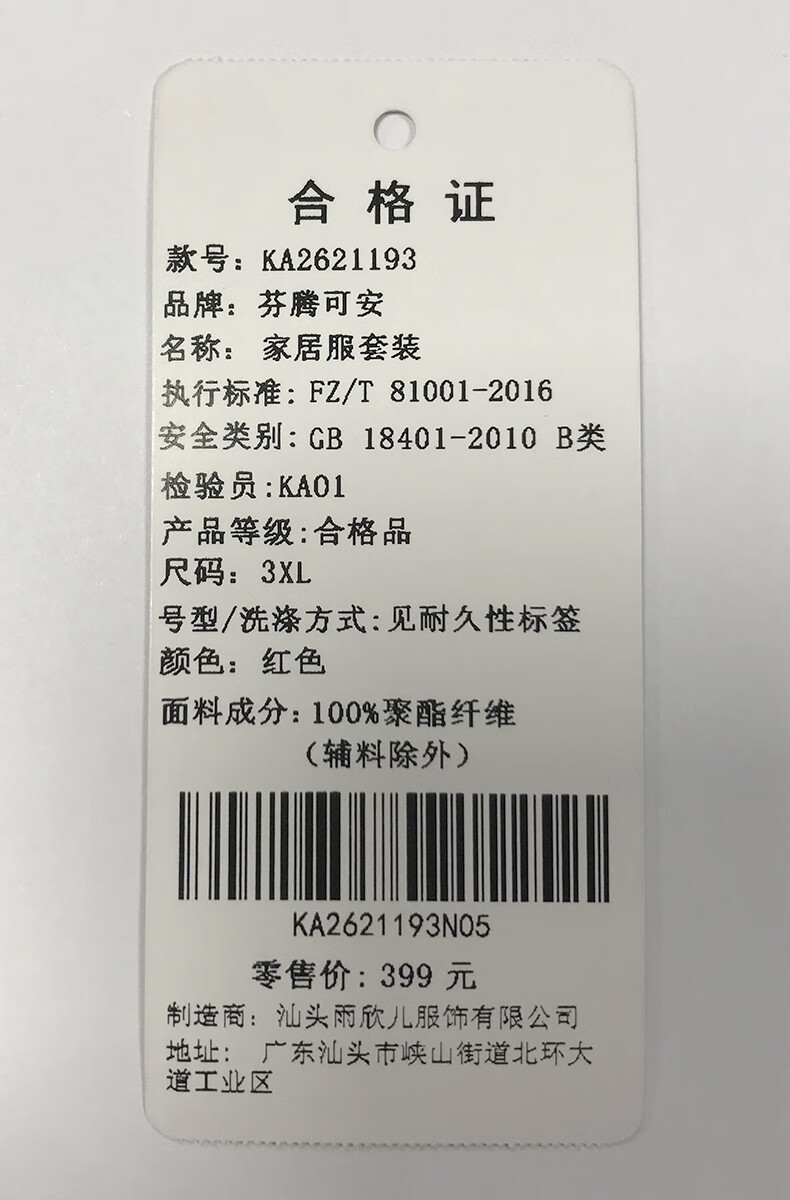 合格证
款号：KA2621193
品牌：芬腾可安
名称：家居服套装
执行标准：FZ/T 81001-2016
安全类别：GB 18401-2010 B类
检验员:KA01
产品等级:合格品
尺码：3XL
号型/洗涤方式:见耐久性标签
颜色：红色
面料成分：100%聚酯纤维
（辅料除外）
KA2621193N05
零售价：399 元
制造商：汕头雨欣儿服饰有限公司
地址：广东汕头市峡山街道北环大
道工业区